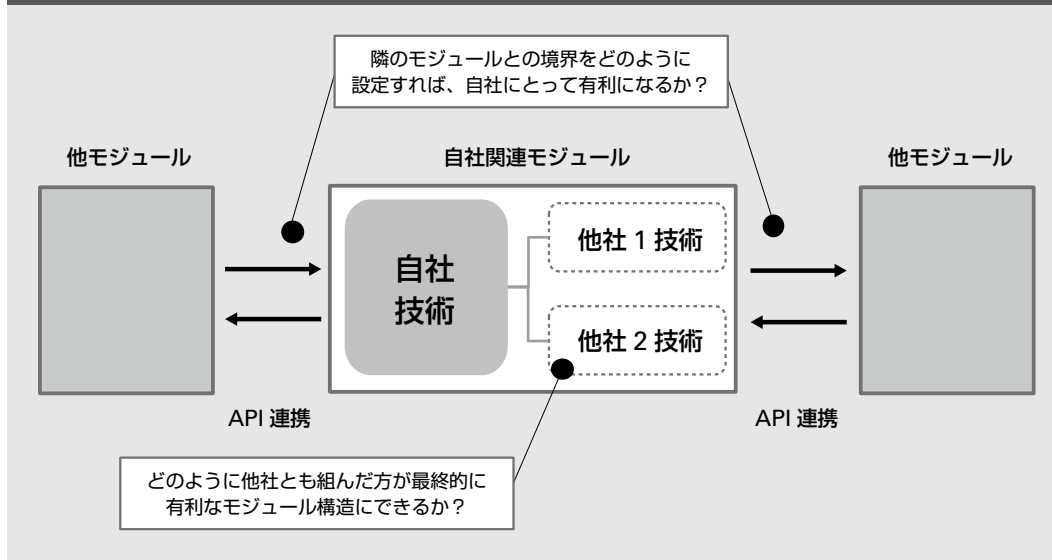 隣のモジュールとの境界をどのように
設定すれば、自社にとって有利になるか？
他モジュール
自社関連モジュール
他モジュール
自社
技術
他社 1 技術
他社 2 技術
API 連携
API 連携
どのように他社とも組んだ方が最終的に
有利なモジュール構造にできるか？